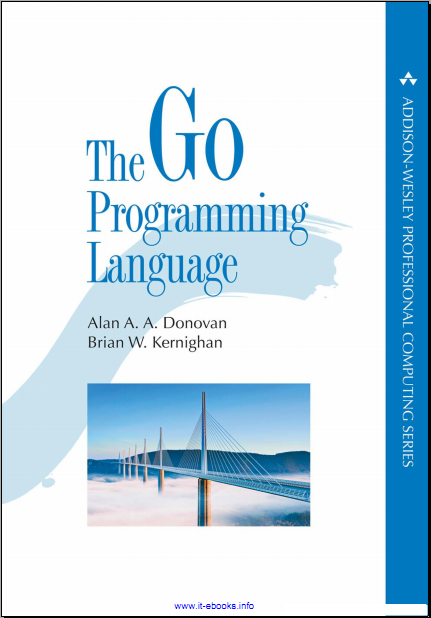 The Go
Programming
Language
Alan A. A. Donovan
Brian W. Kernighan
ADDISON-WESLEY PROFESSIONAL COMPUTING SERIES
www.it-ebooks.info